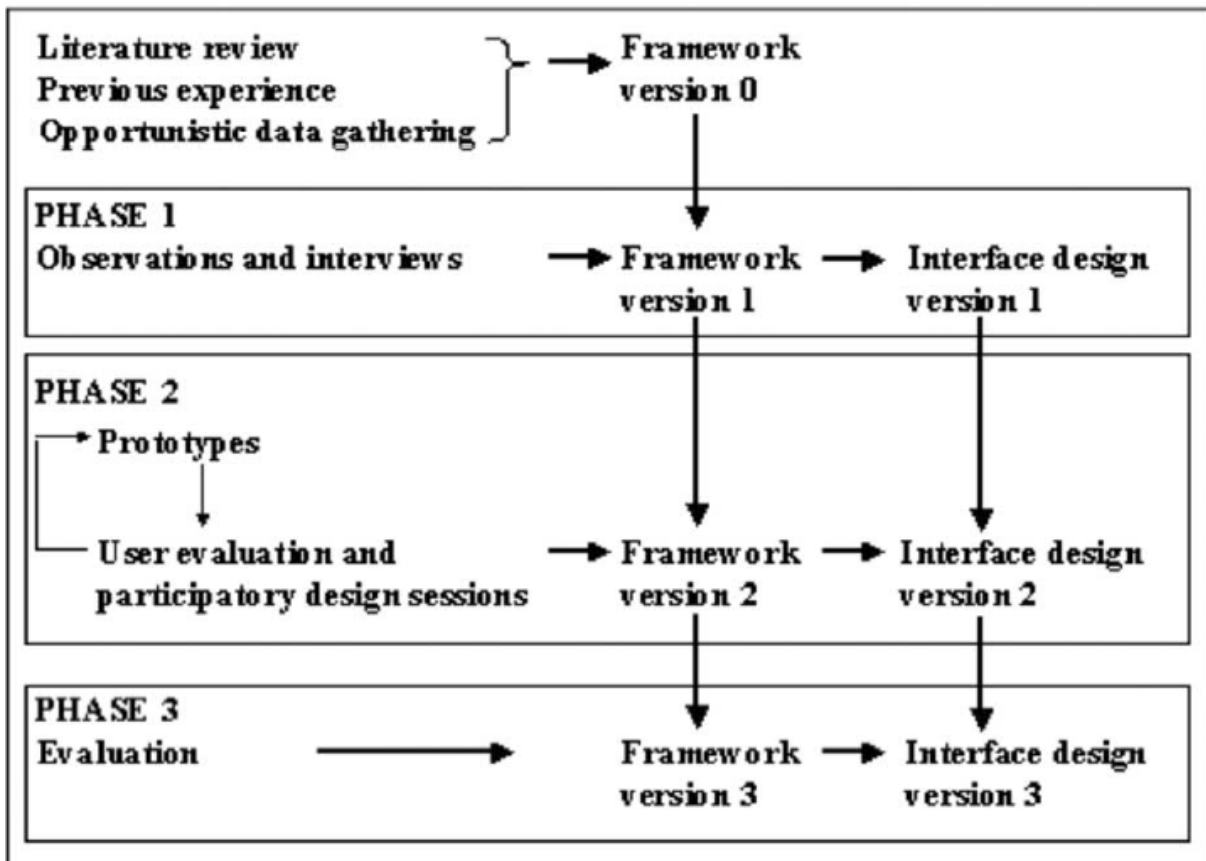 Literature review
Previous experience
Opportunistic data gathering
Framework
version 0
PHASE 1
Observations and interviews
Framework
version 1
Interface design
version 1
PHASE 2
Prototypes
User evaluation and
participatory design sessions
Framework
version 2
Interface design
version 2
PHASE 3
Evaluation
Framework
version 3
Interface design
version 3